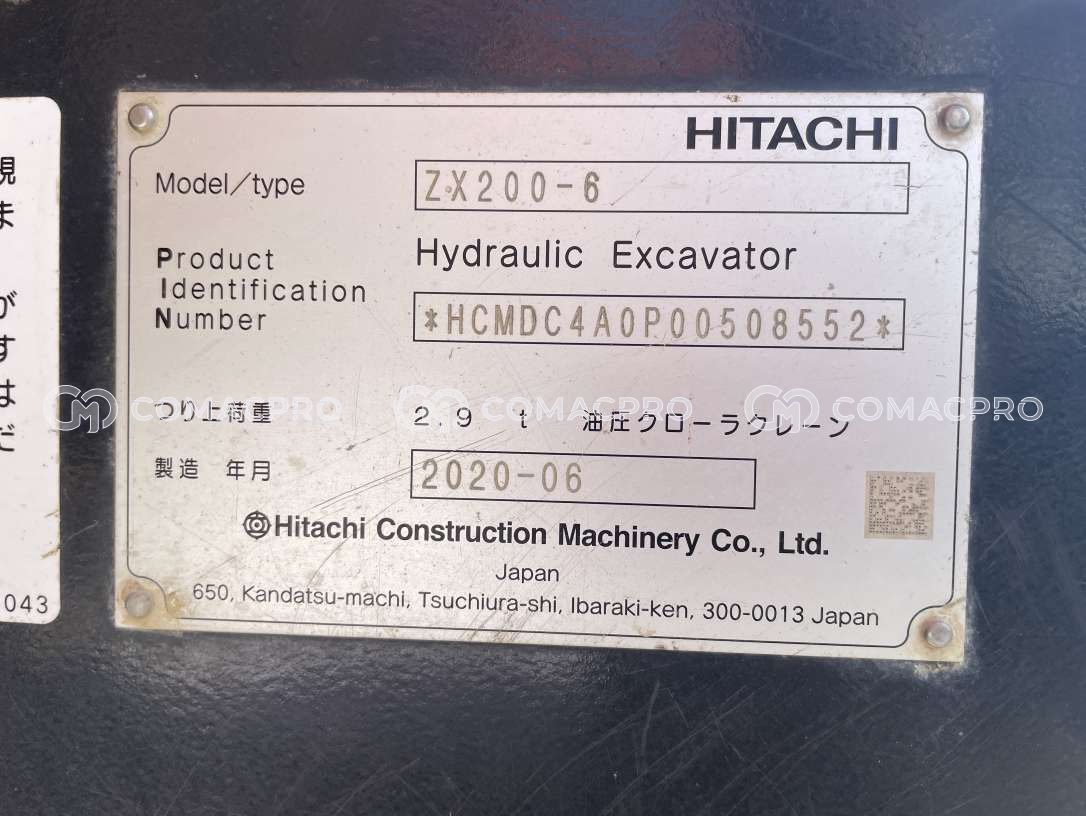 HITACHI
Model/type ZX200-6
Hydraulic Excavator
Product
Identification
Number
*HCMDC4A0P00508552*
つり上荷重 2.9 t 油圧クローラクレーン
製造 年月 2020-06
Hitachi Construction Machinery Co., Ltd.
Japan
650, Kandatsu-machi, Tsuchiura-shi, Ibaraki-ken, 300-0013 Japan
現
ま
が
す
は
だ
043
COMACPRO COMACPRO COMACPRO